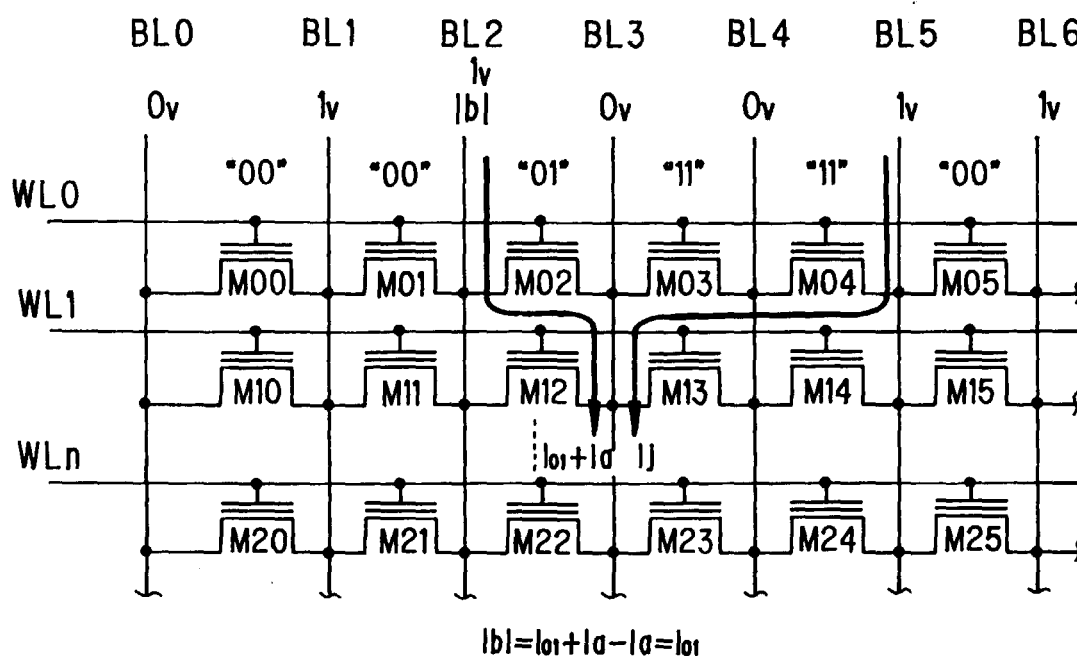 BL0 BL1 BL2 BL3 BL4 BL5 BL6
1v
0v 1v Ibl 0v 0v 1v 1v
"00" "00" "01" "11" "11" "00"
WL0
M00 M01 M02 M03 M04 M05
WL1
M10 M11 M12 M13 M14 M15
I01+Ia Ij
WLn
M20 M21 M22 M23 M24 M25
Ibl=I01+Ia-Ia=I01